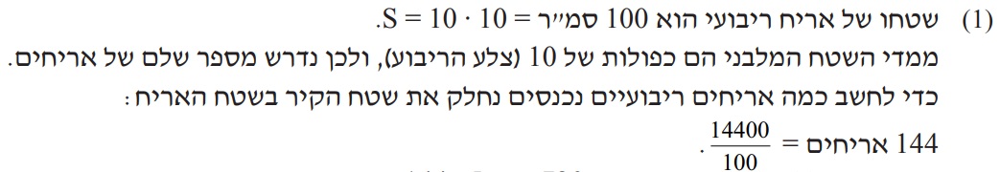 (1) שטחו של אריח ריבועי הוא 100 סמ״ר = 10 · 10 = S.
ממדי השטח המלבני הם כפולות של 10 (צלע הריבוע), ולכן נדרש מספר שלם של אריחים.
כדי לחשב כמה אריחים ריבועיים נכנסים נחלק את שטח הקיר בשטח האריח:
144 אריחים = 14400/100.